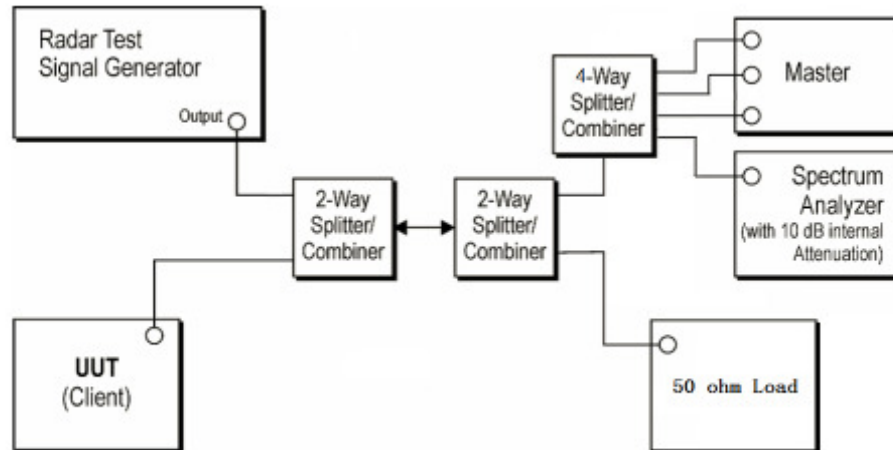 Radar Test
Signal Generator
Output
4-Way
Splitter/
Combiner
Master
2-Way
Splitter/
Combiner
2-Way
Splitter/
Combiner
Spectrum
Analyzer
(with 10 dB internal
Attenuation)
UUT
(Client)
50 ohm Load